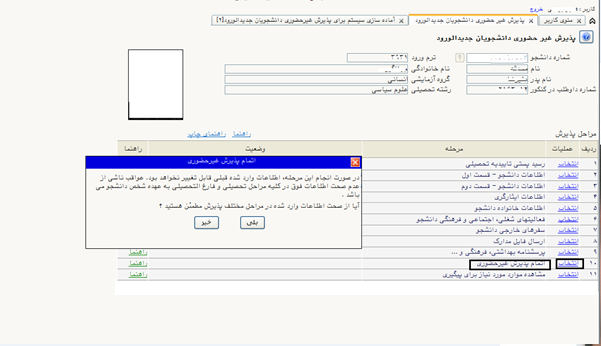 کاربر: خروج
منوی کاربر
پذیرش غیر حضوری دانشجویان جدیدالورود
آماده سازی سیستم برای پذیرش غیرحضوری دانشجویان جدیدالورود[۲]
پذیرش غیر حضوری دانشجویان جدیدالورود
شماره دانشجو ترم ورود ۳۹۳۱
نام نام خانوادگی
نام پدر گروه آزمایشی انسانی
شماره داوطلب در کنکور رشته تحصیلی علوم سیاسی
مراحل پذیرش راهنما راهنمای چاپ
ردیف عملیات مرحله وضعیت راهنما
۱ انتخاب رسید پستی تاییدیه تحصیلی
۲ انتخاب اطلاعات دانشجو - قسمت اول
۳ انتخاب اطلاعات دانشجو - قسمت دوم
۴ انتخاب اطلاعات ایثارگری
۵ انتخاب اطلاعات خانواده دانشجو
۶ انتخاب فعالیتهای شغلی، اجتماعی و فرهنگی دانشجو
۷ انتخاب سفرهای خارجی دانشجو
۸ انتخاب ارسال فایل مدارک
۹ انتخاب پرسشنامه بهداشتی، فرهنگی و ... راهنما
۱۰ انتخاب اتمام پذیرش غیرحضوری راهنما
۱۱ انتخاب مشاهده موارد مورد نیاز برای پیگیری راهنما
اتمام پذیرش غیرحضوری
در صورت انجام این مرحله، اطلاعات وارد شده قبلی قابل تغییر نخواهد بود. عواقب ناشی از
عدم صحت اطلاعات فوق در کلیه مراحل تحصیلی و فارغ التحصیلی به عهده شخص دانشجو می
باشد .
آیا از صحت اطلاعات وارد شده در مراحل مختلف پذیرش مطمئن هستید ؟
بلی خیر